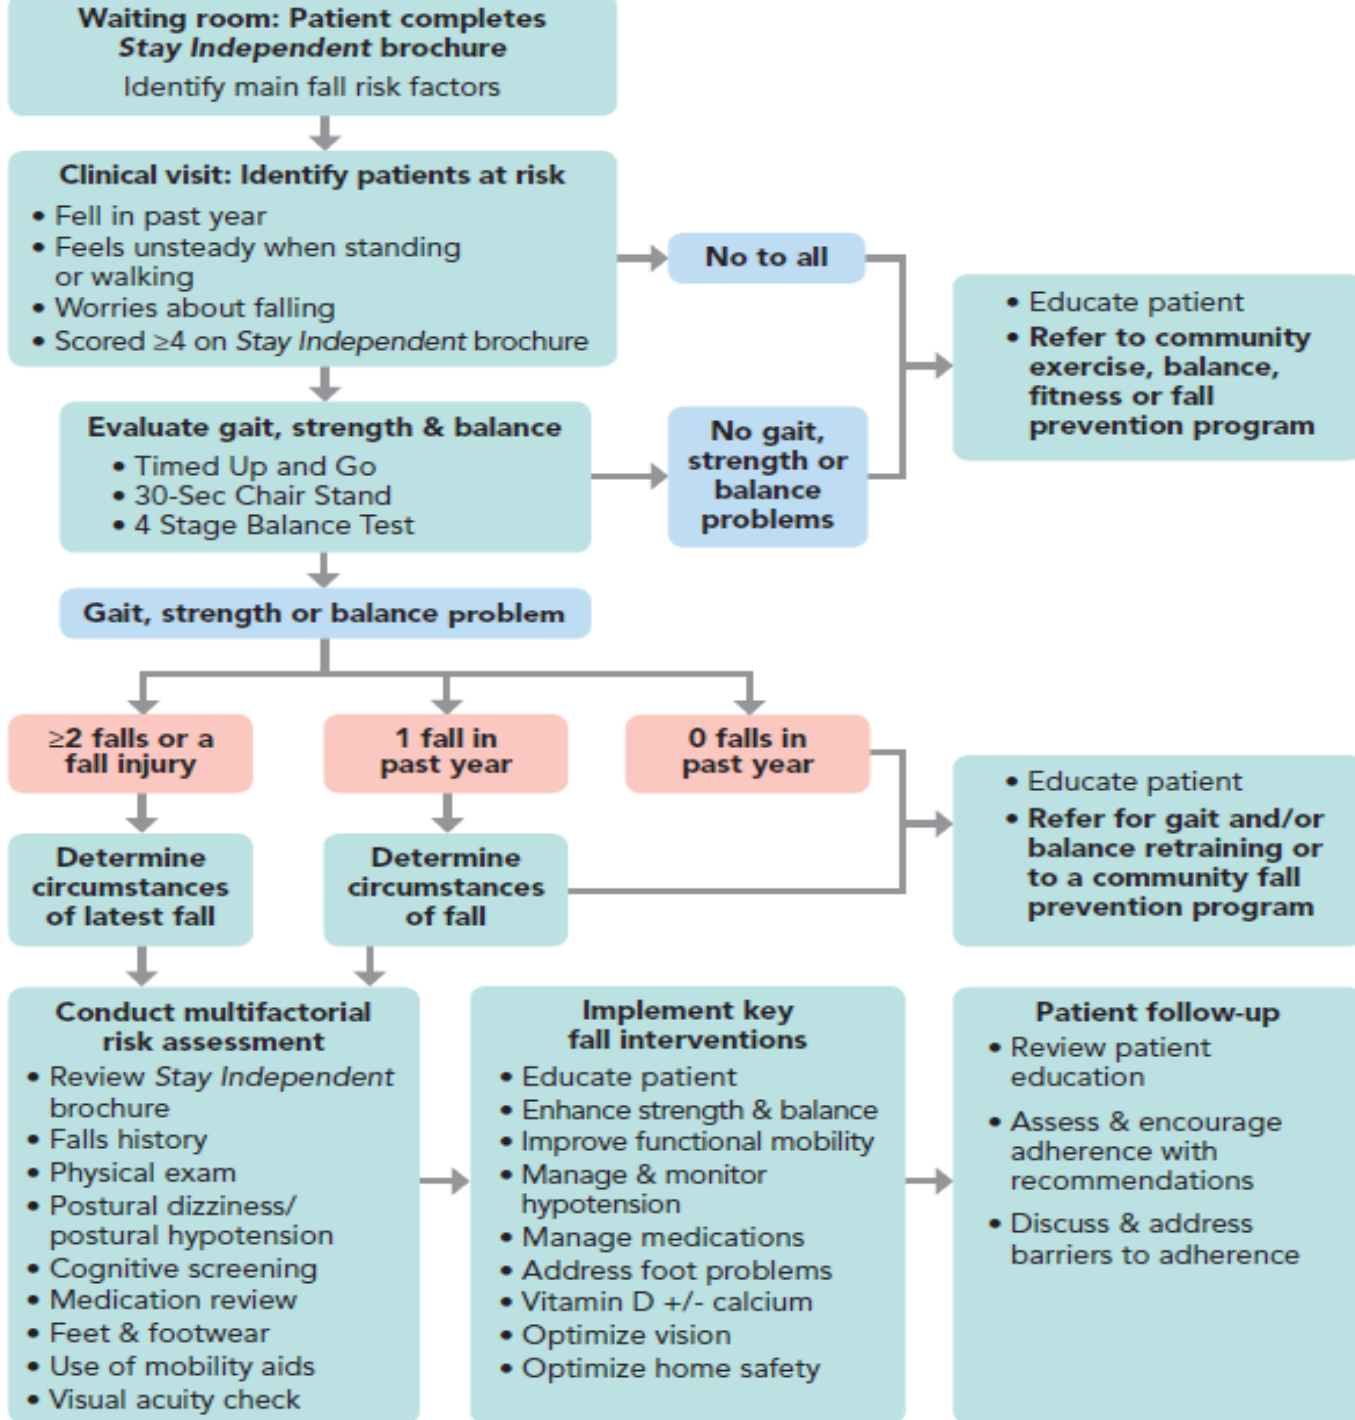 Waiting room: Patient completes
Stay Independent brochure
Identify main fall risk factors
Clinical visit: Identify patients at risk
• Fell in past year
• Feels unsteady when standing
or walking
• Worries about falling
• Scored ≥4 on Stay Independent brochure
No to all
• Educate patient
• Refer to community
exercise, balance,
fitness or fall
prevention program
Evaluate gait, strength & balance
• Timed Up and Go
• 30-Sec Chair Stand
• 4 Stage Balance Test
No gait,
strength or
balance
problems
Gait, strength or balance problem
≥2 falls or a
fall injury
1 fall in
past year
0 falls in
past year
Determine
circumstances
of latest fall
Determine
circumstances
of fall
• Educate patient
• Refer for gait and/or
balance retraining or
to a community fall
prevention program
Conduct multifactorial
risk assessment
• Review Stay Independent
brochure
• Falls history
• Physical exam
• Postural dizziness/
postural hypotension
• Cognitive screening
• Medication review
• Feet & footwear
• Use of mobility aids
• Visual acuity check
Implement key
fall interventions
• Educate patient
• Enhance strength & balance
• Improve functional mobility
• Manage & monitor
hypotension
• Manage medications
• Address foot problems
• Vitamin D +/- calcium
• Optimize vision
• Optimize home safety
Patient follow-up
• Review patient
education
• Assess & encourage
adherence with
recommendations
• Discuss & address
barriers to adherence